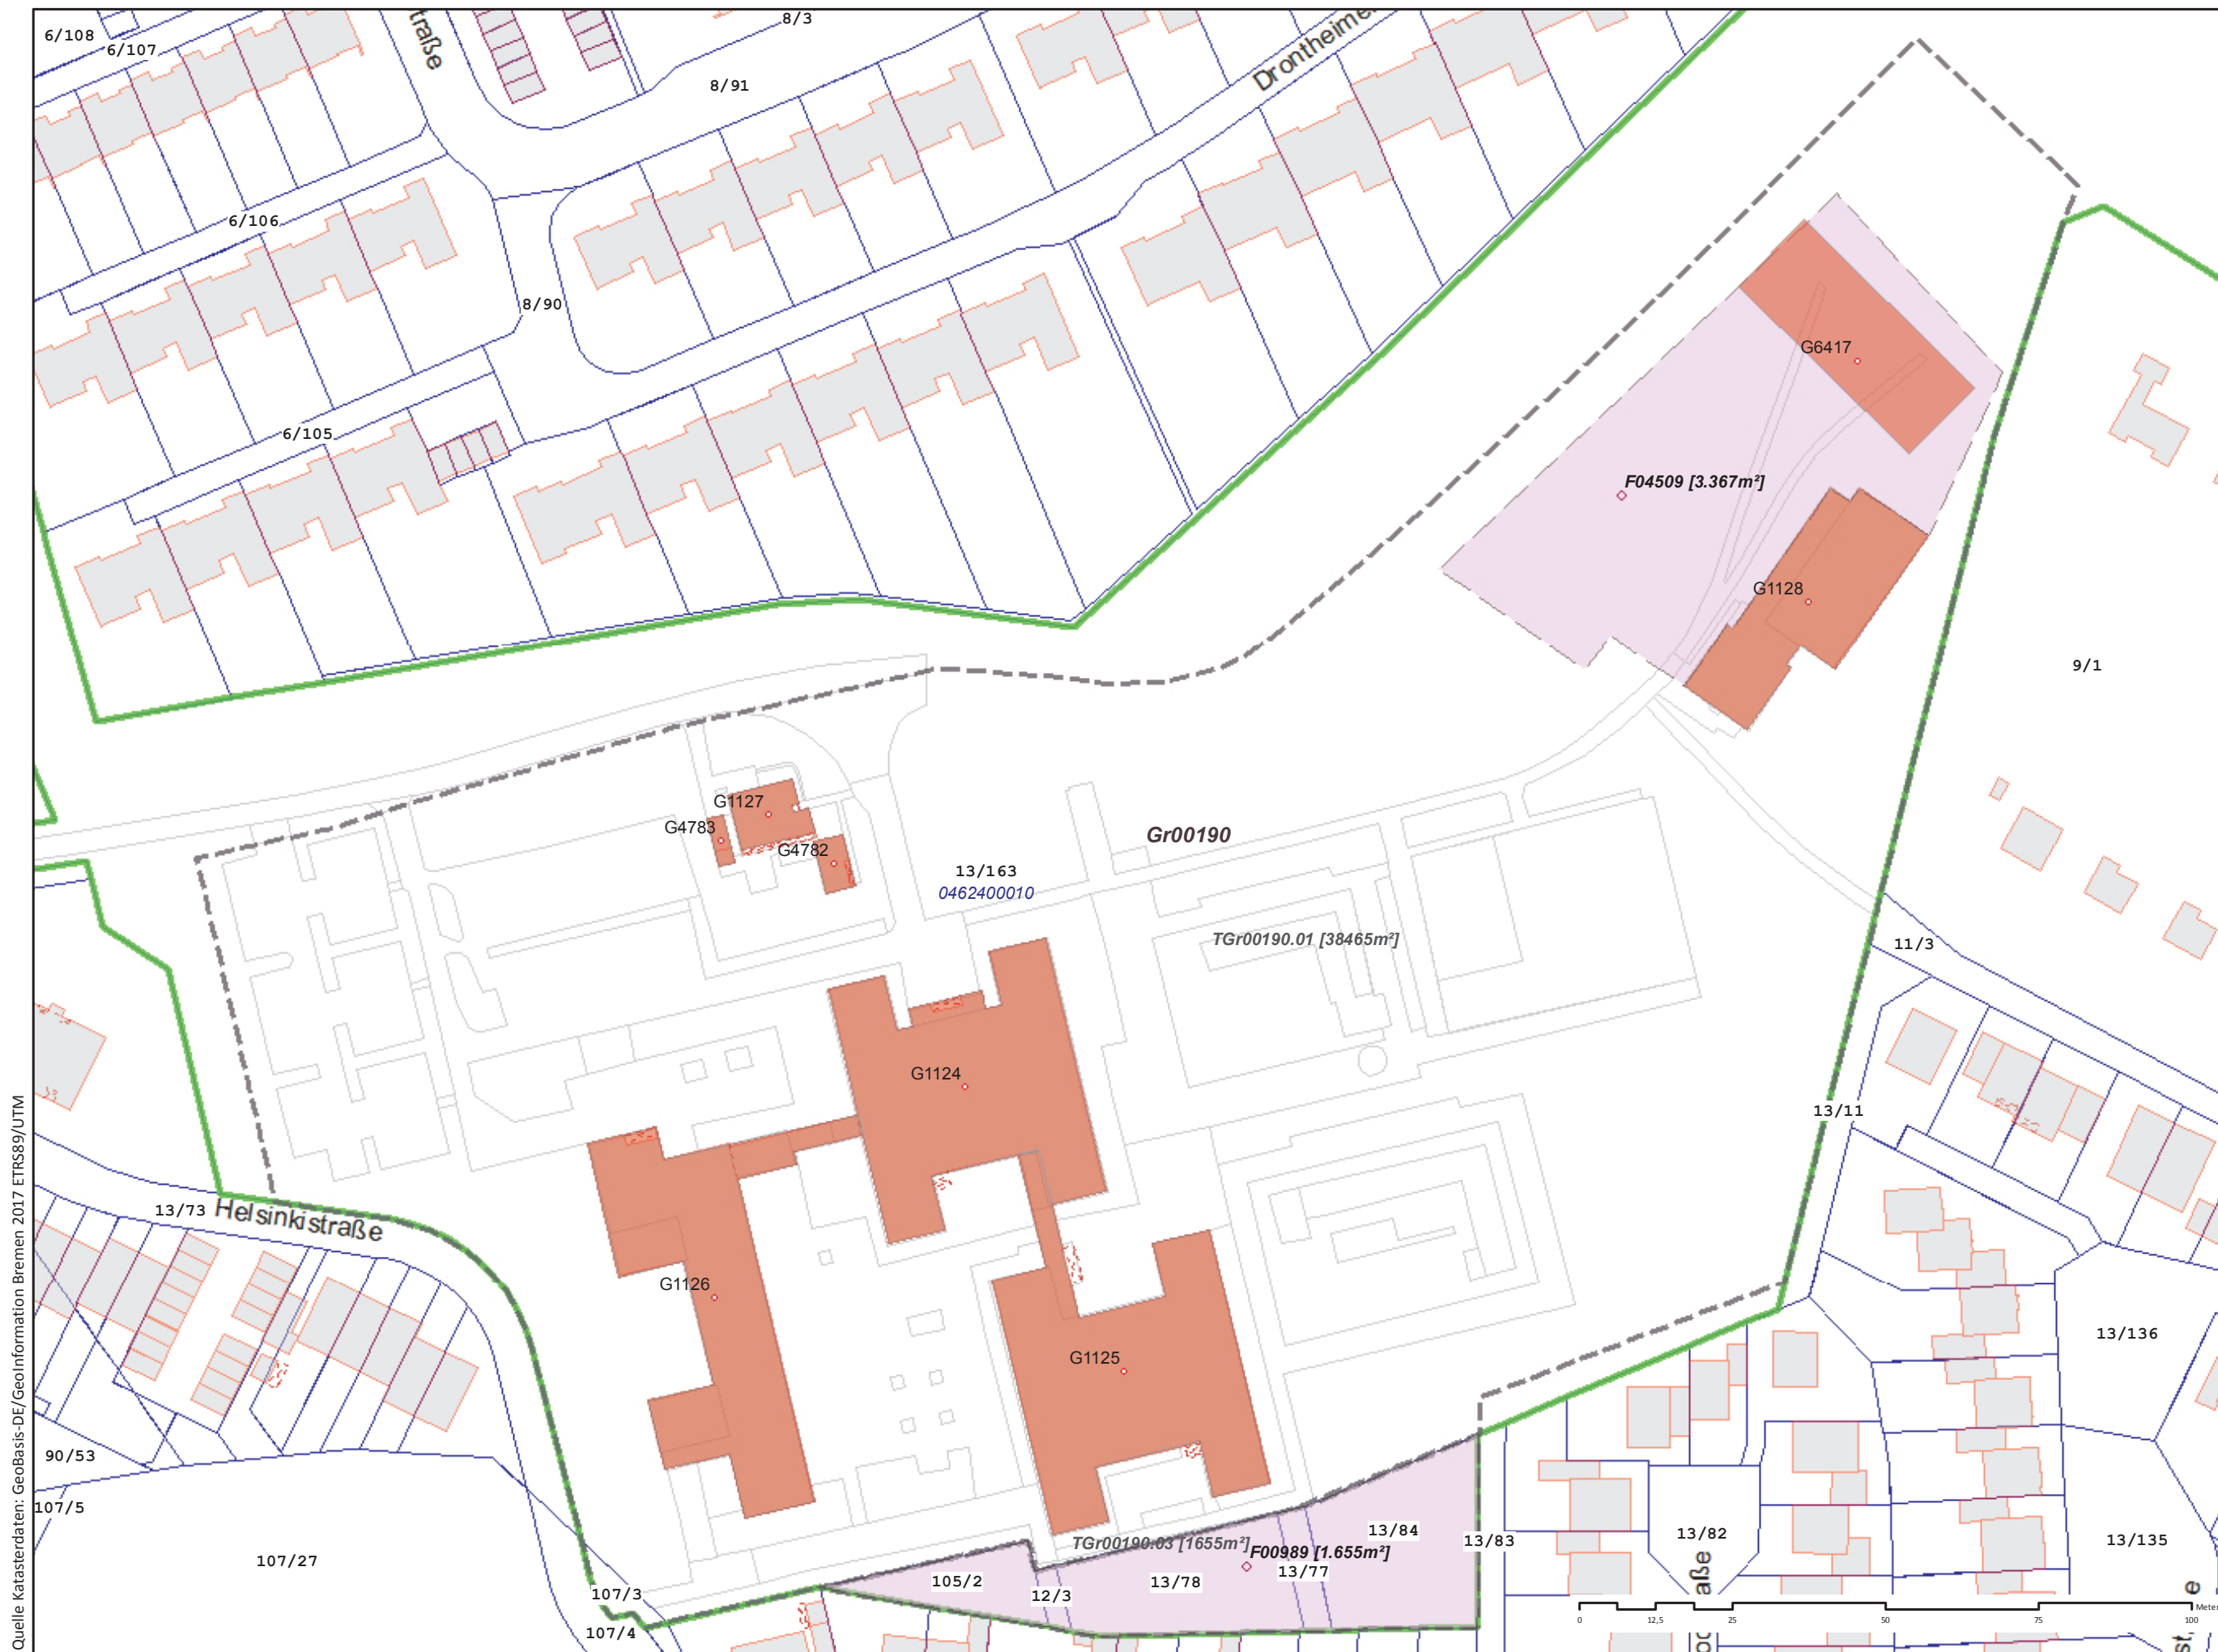 8/3
6/108
6/107
traße
8/91
Drontheime
6/106
8/90
G6417
6/105
F04509 [3.367m²]
G1128
9/1
G1127
G4783
G4782
Gr00190
13/163
0462400010
TGr00190.01 [38465m²]
11/3
G1124
13/11
13/73
Helsinkistraße
G1126
13/136
G1125
90/53
107/5
13/84
13/83
13/82
13/135
TGr00190.03 [1655m²]
F00989 [1.655m²]
107/27
105/2
13/78
13/77
12/3
107/3
107/4
aße
0 12,5 25 50 75 100 Meter
st.
e
Quelle Katasterdaten: GeoBasis-DE/GeoInformation Bremen 2017 ETRS89/UTM